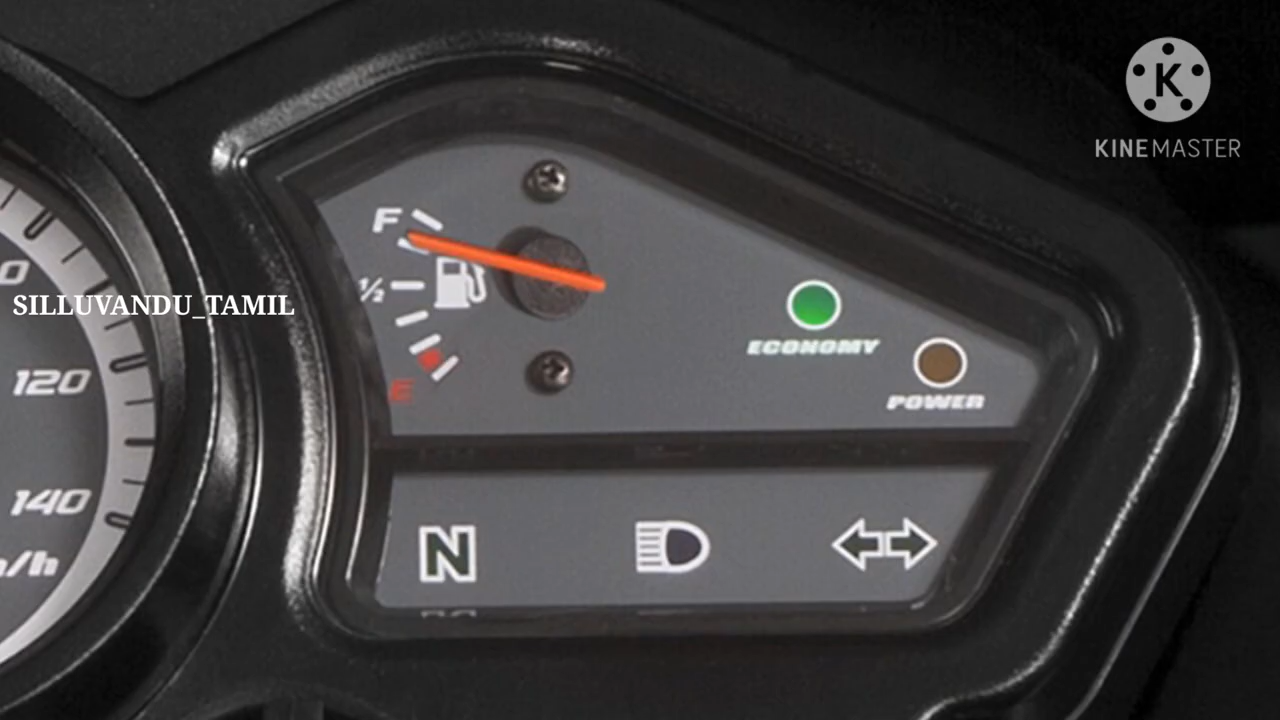 K
KINEMASTER
F
½
SILLUVANDU_TAMIL
120
E
ECONOMY
POWER
140
N